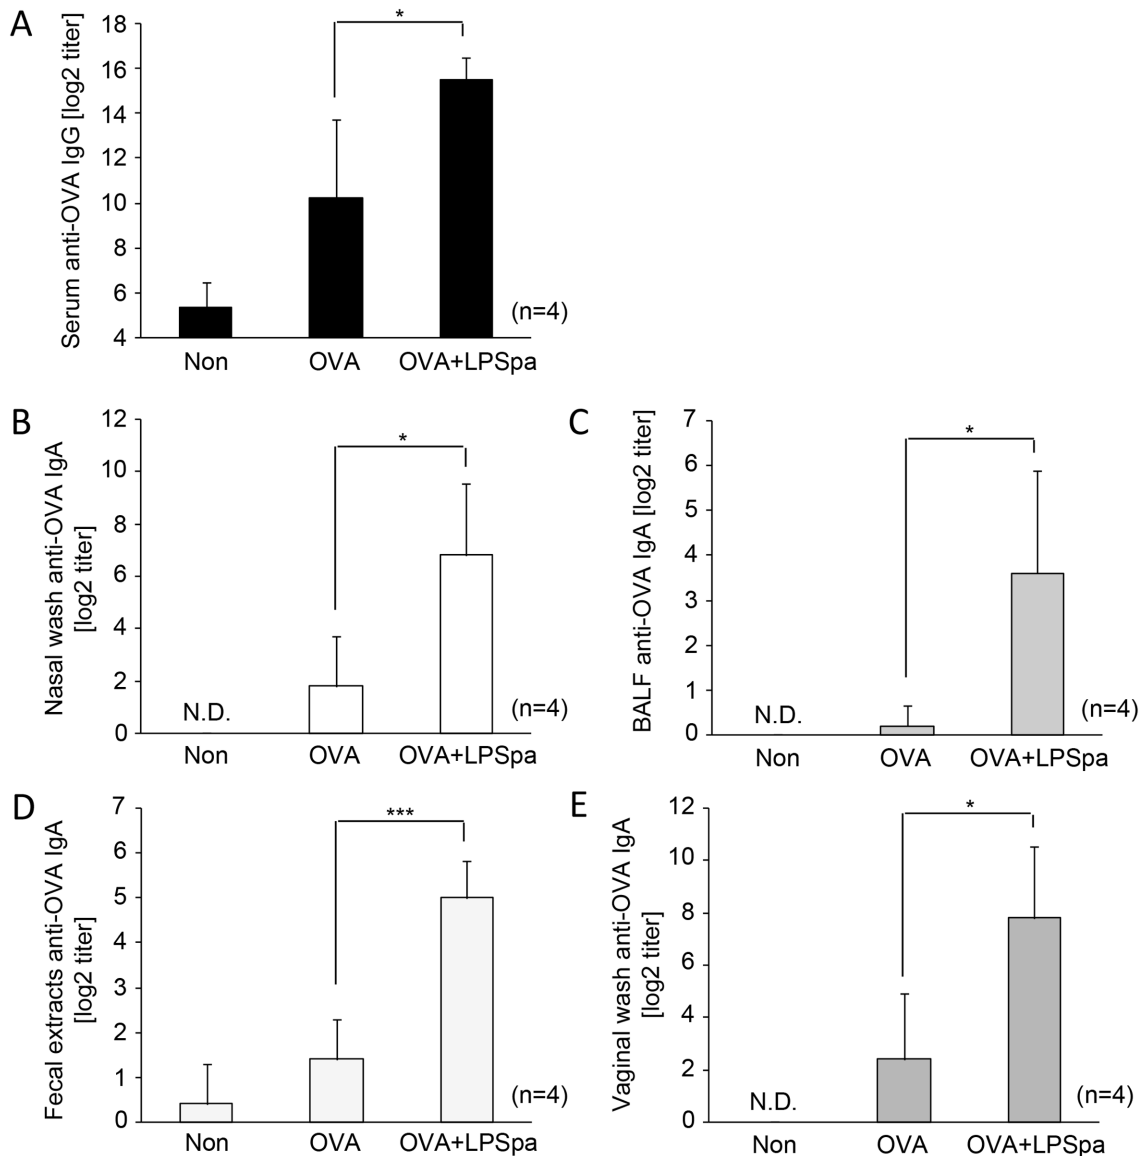 A
Serum anti-OVA IgG [log2 titer]
18
16
14
12
10
8
6
4
*
(n=4)
Non OVA OVA+LPSpa
B
Nasal wash anti-OVA IgA
[log2 titer]
12
10
8
6
4
2
0
*
N.D.
(n=4)
Non OVA OVA+LPSpa
C
BALF anti-OVA IgA [log2 titer]
7
6
5
4
3
2
1
0
*
N.D.
(n=4)
Non OVA OVA+LPSpa
D
Fecal extracts anti-OVA IgA
[log2 titer]
7
6
5
4
3
2
1
0
***
(n=4)
Non OVA OVA+LPSpa
E
Vaginal wash anti-OVA IgA
[log2 titer]
12
10
8
6
4
2
0
*
N.D.
(n=4)
Non OVA OVA+LPSpa